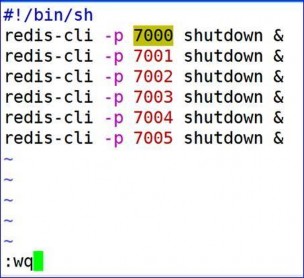 #!/bin/sh
redis-cli -p 7000 shutdown &
redis-cli -p 7001 shutdown &
redis-cli -p 7002 shutdown &
redis-cli -p 7003 shutdown &
redis-cli -p 7004 shutdown &
redis-cli -p 7005 shutdown &
~
~
~
~
~
:wq